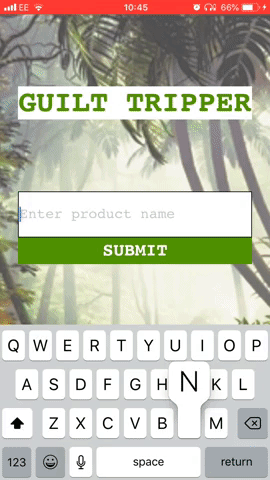 EE 10:45 66%
GUILT TRIPPER
Enter product name
SUBMIT
Q W E R T Y U I O P
A S D F G H N K L
Z X C V B M
123 space return